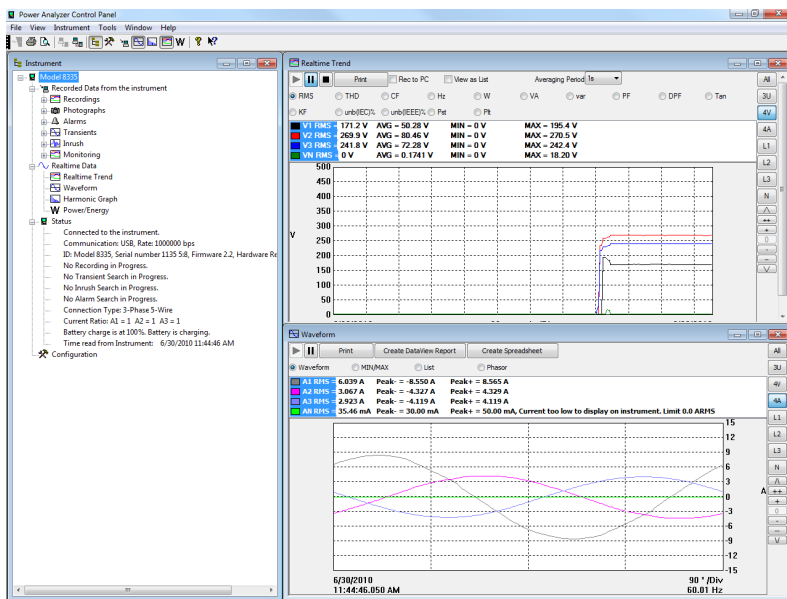 Power Analyzer Control Panel
File View Instrument Tools Window Help
W
Instrument
Model 8335
Recorded Data from the instrument
Recordings
Photographs
Alarms
Transients
Inrush
Monitoring
Realtime Data
Realtime Trend
Waveform
Harmonic Graph
W Power/Energy
Status
Connected to the instrument.
Communication: USB, Rate: 1000000 bps
ID: Model 8335, Serial number 1135 5:8, Firmware 2.2, Hardware Re
No Recording in Progress.
No Transient Search in Progress.
No Inrush Search in Progress.
No Alarm Search in Progress.
Connection Type: 3-Phase 5-Wire
Current Ratio: A1 = 1 A2 = 1 A3 = 1
Battery charge is at 100%. Battery is charging.
Time read from Instrument: 6/30/2010 11:44:46 AM
Configuration
Realtime Trend
Print Rec to PC View as List Averaging Period 1s
RMS THD CF Hz W VA var PF DPF Tan
KF unb(IEC)% unb(IEEE)% Pst Plt
V1 RMS = 171.2 V AVG = 50.28 V MIN = 0 V MAX = 195.4 V
V2 RMS = 269.9 V AVG = 80.46 V MIN = 0 V MAX = 270.5 V
V3 RMS = 241.8 V AVG = 72.28 V MIN = 0 V MAX = 242.4 V
VN RMS = 0 V AVG = 0.1741 V MIN = 0 V MAX = 18.20 V
500
450
400
350
300
V 250
200
150
100
50
0
All
3U
4V
4A
L1
L2
L3
N
++
+
0
-
--
Waveform
Print Create DataView Report Create Spreadsheet
Waveform MIN/MAX List Phasor
A1 RMS = 6.039 A Peak- = -8.550 A Peak+ = 8.565 A
A2 RMS = 3.067 A Peak- = -4.327 A Peak+ = 4.329 A
A3 RMS = 2.923 A Peak- = -4.119 A Peak+ = 4.119 A
AN RMS = 35.46 mA Peak- = 30.00 mA Peak+ = 50.00 mA, Current too low to display on instrument. Limit 0.0 ARMS
15
12
9
6
3
0
-3
-6
-9
-12
-15
A
6/30/2010 90 ° /Div
11:44:46.050 AM 60.01 Hz
All
3U
4V
4A
L1
L2
L3
N
++
+
0
-
--